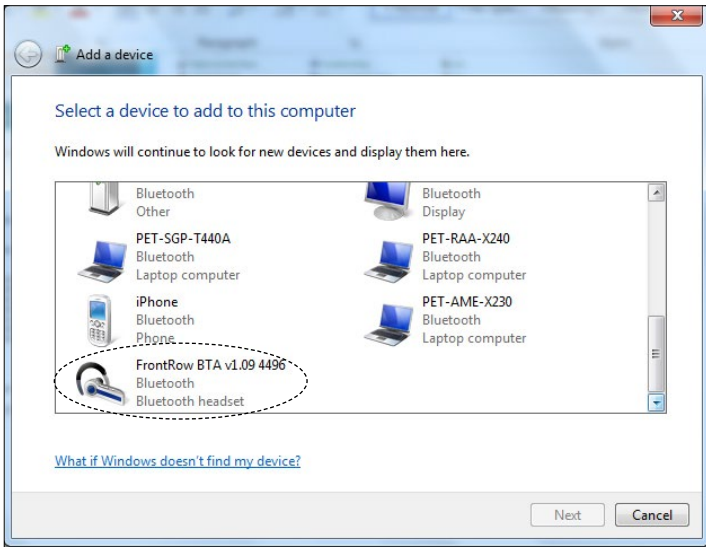 Add a device
Select a device to add to this computer
Windows will continue to look for new devices and display them here.
Bluetooth
Other
Bluetooth
Display
PET-SGP-T440A
Bluetooth
Laptop computer
PET-RAA-X240
Bluetooth
Laptop computer
iPhone
Bluetooth
Phone
PET-AME-X230
Bluetooth
Laptop computer
FrontRow BTA v1.09 4496
Bluetooth
Bluetooth headset
What if Windows doesn't find my device?
Next
Cancel